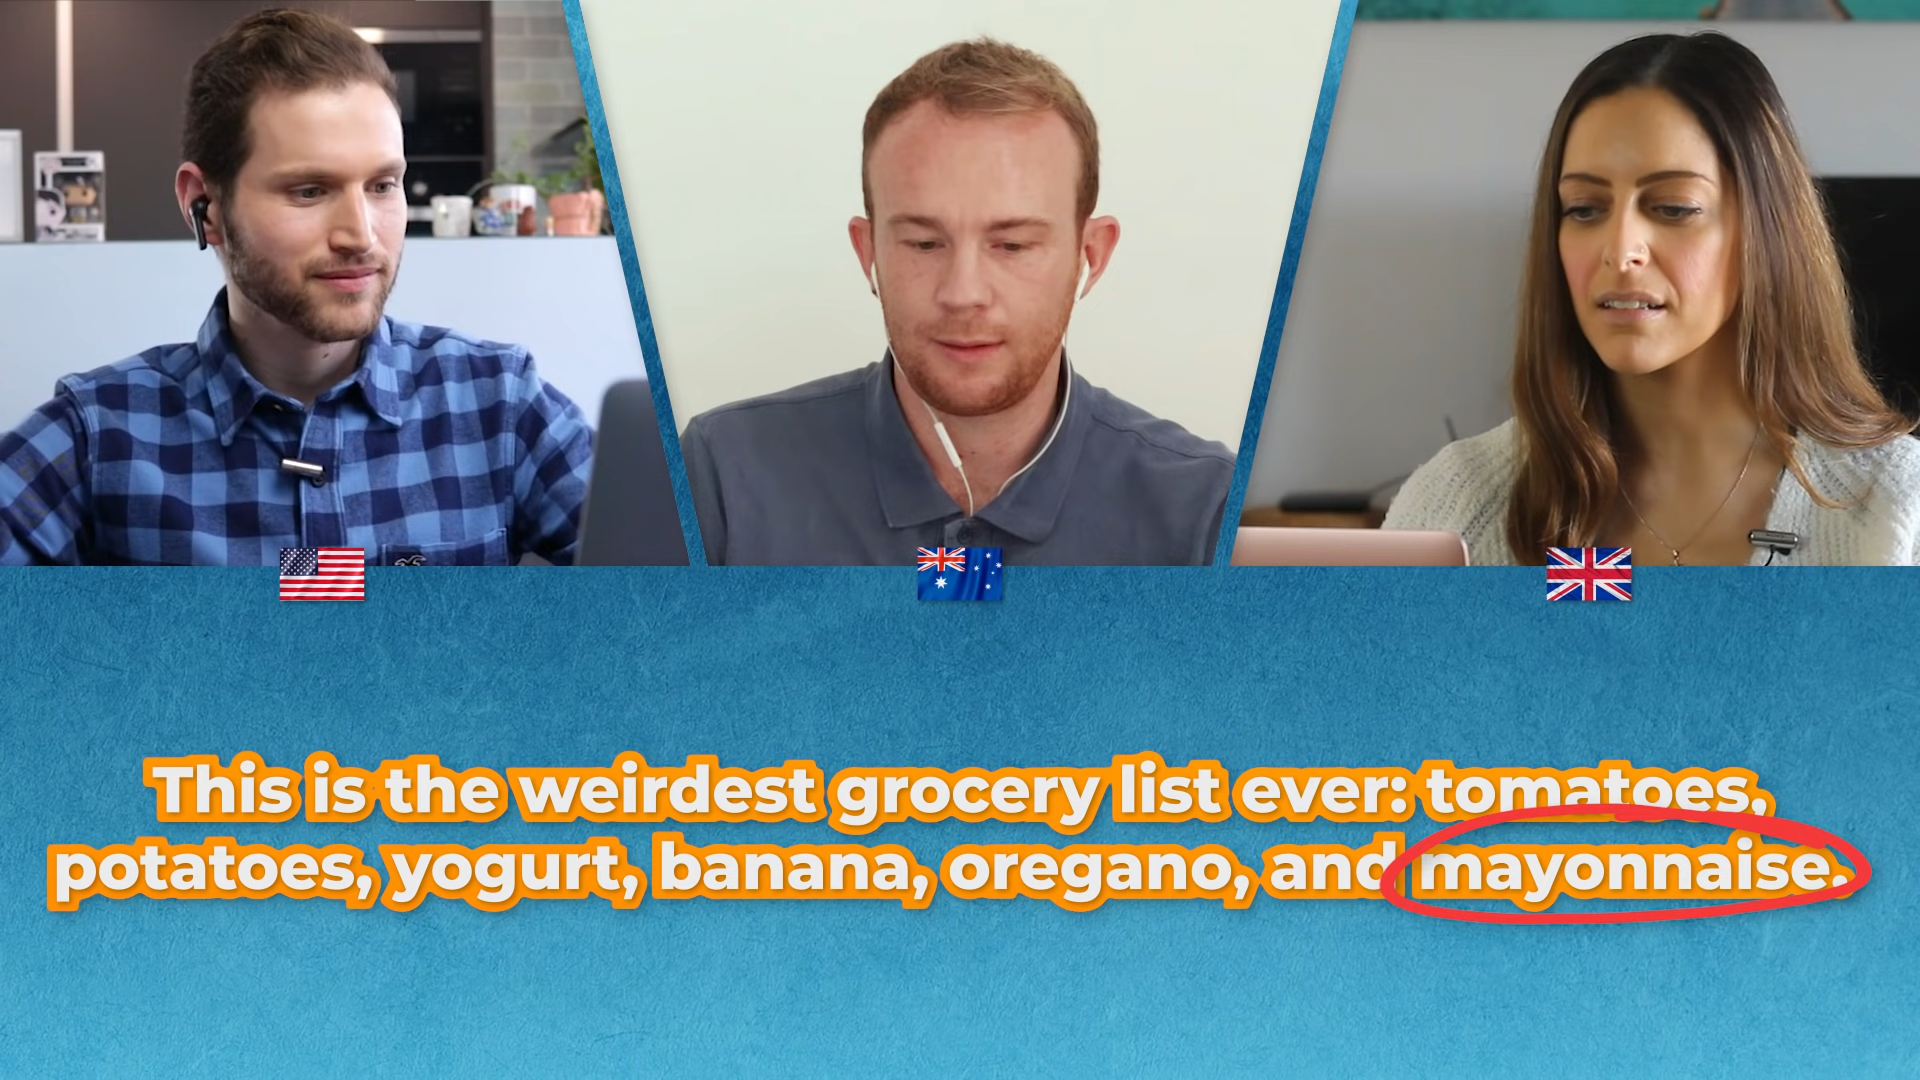 This is the weirdest grocery list ever: tomatoes,
potatoes, yogurt, banana, oregano, and mayonnaise.